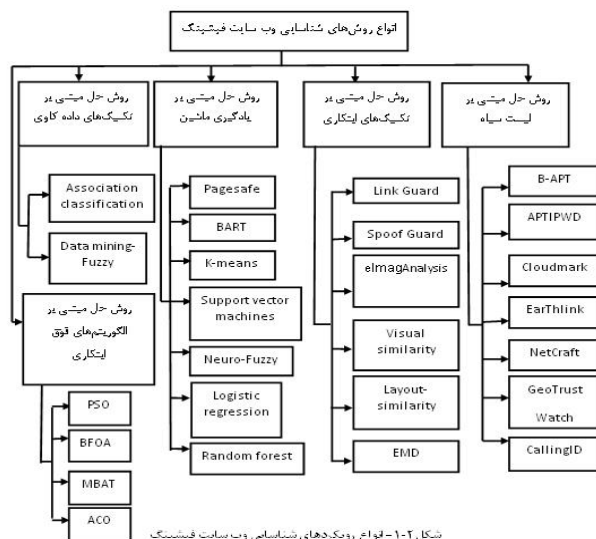 انواع روش‌های شناسایی وب سایت فیشینگ
روش حل مبتنی بر
لیست سیاه
B-APT
APTIPWD
Cloudmark
EarThlink
NetCraft
GeoTrust
Watch
CallingID
روش حل مبتنی بر
تکنیک‌های ابتکاری
Link Guard
Spoof Guard
eImagAnalysis
Visual
similarity
Layout-
similarity
EMD
روش حل مبتنی بر
یادگیری ماشین
Pagesafe
BART
K-means
Support vector
machines
Neuro-Fuzzy
Logistic
regression
Random forest
روش حل مبتنی بر
تکنیک‌های داده کاوی
Association
classification
Data mining-
Fuzzy
روش حل مبتنی بر
الگوریتم‌های فوق
ابتکاری
PSO
BFOA
MBAT
ACO
شکل ۲-۱- انواع رویکردهای شناسایی وب سایت فیشینگ